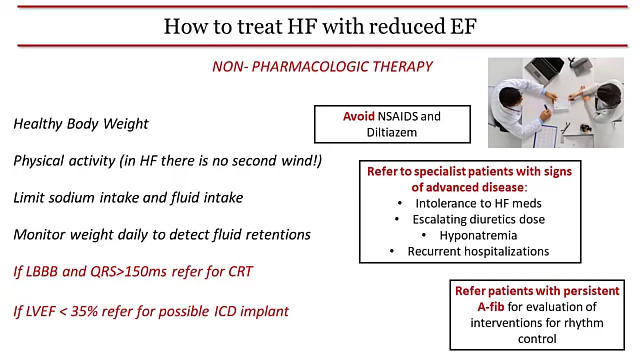 How to treat HF with reduced EF
NON- PHARMACOLOGIC THERAPY
Healthy Body Weight
Physical activity (in HF there is no second wind!)
Limit sodium intake and fluid intake
Monitor weight daily to detect fluid retentions
If LBBB and QRS>150ms refer for CRT
If LVEF < 35% refer for possible ICD implant
Avoid NSAIDS and
Diltiazem
Refer to specialist patients with signs
of advanced disease:
• Intolerance to HF meds
• Escalating diuretics dose
• Hyponatremia
• Recurrent hospitalizations
Refer patients with persistent
A-fib for evaluation of
interventions for rhythm
control